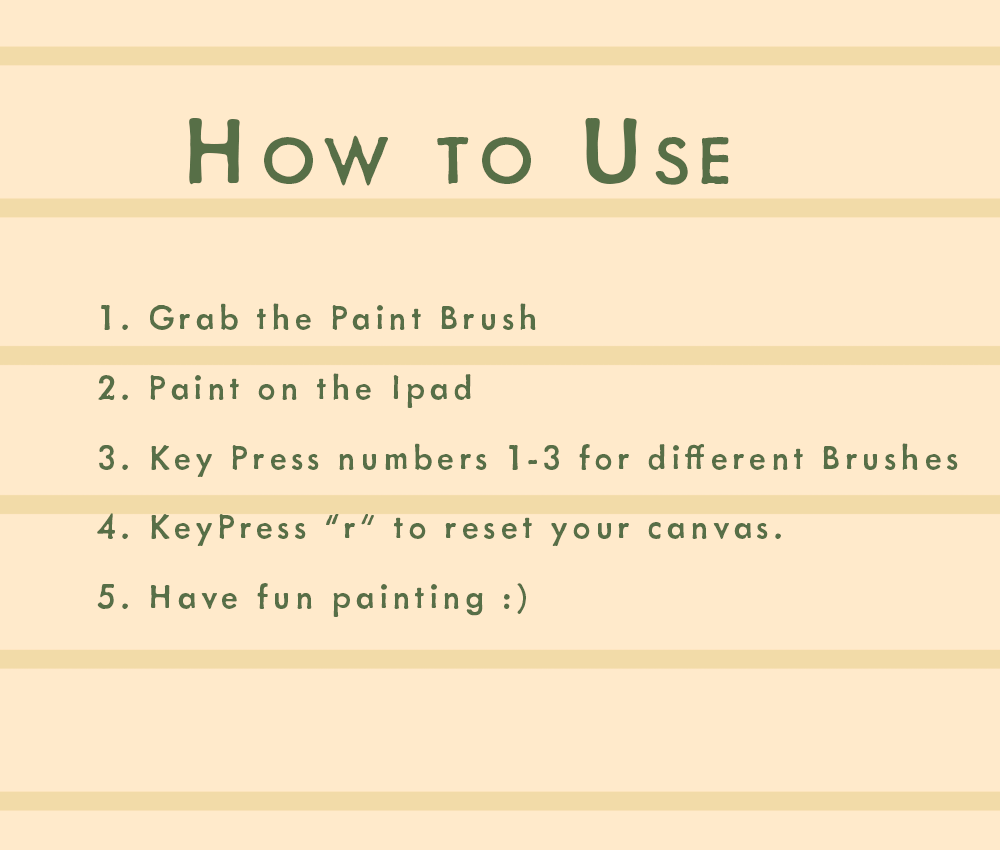 How to Use
1. Grab the Paint Brush
2. Paint on the Ipad
3. Key Press numbers 1-3 for different Brushes
4. KeyPress “r” to reset your canvas.
5. Have fun painting :)